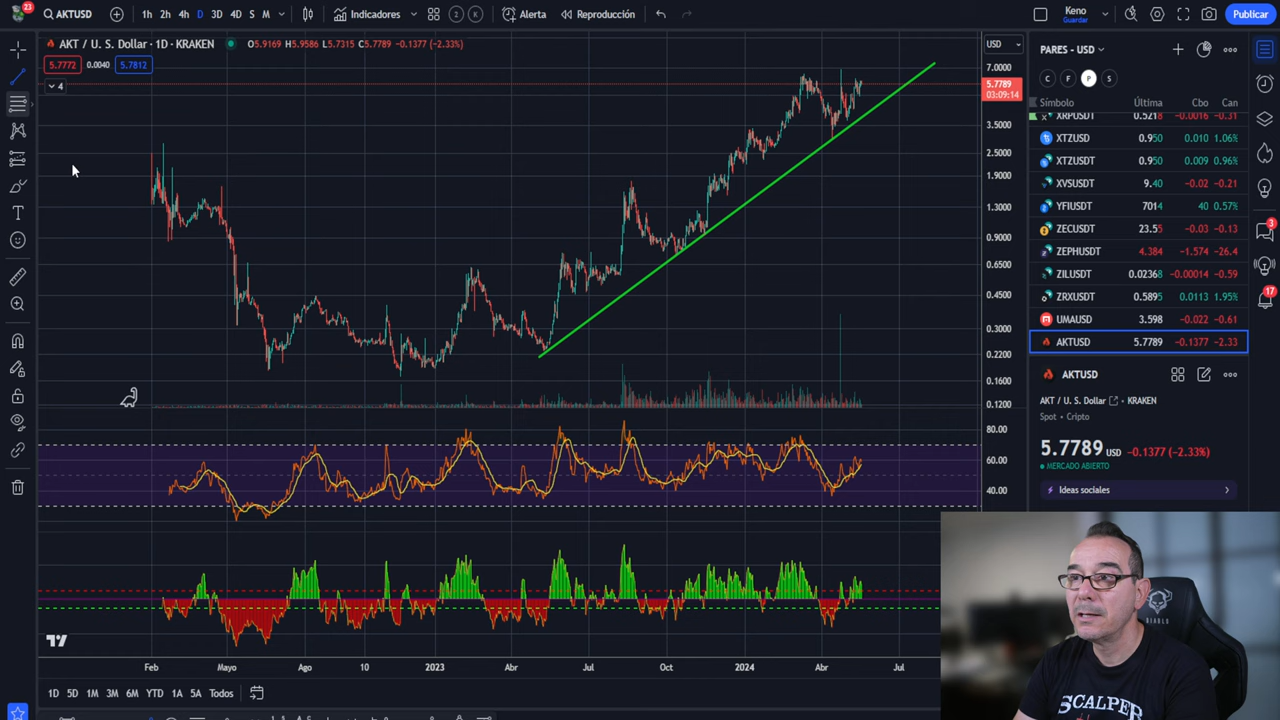 23
AKTUSD
1h 2h 4h D 3D 4D S M
Indicadores
2 K
Alerta
Reproducción
Keno
Guardar
Publicar
AKT / U. S. Dollar · 1D · KRAKEN
O5.9169 H5.9586 L5.7315 C5.7789 -0.1377 (-2.33%)
USD
5.7772 0.0040 5.7812
4
7.0000
5.7789
03:09:14
3.5000
2.5000
1.9000
1.3000
0.9000
0.6500
0.4500
0.3000
0.2200
0.1600
0.1200
80.00
60.00
40.00
Feb Mayo Ago 10 2023 Abr Jul Oct 2024 Abr Jul
1D 5D 1M 3M 6M YTD 1A 5A Todos
PARES - USD
C F P S
Símbolo Última Cbo Can
XRPUSDT 0.5218 -0.0016 -0.31
XTZUSD 0.950 0.010 1.06%
XTZUSDT 0.950 0.009 0.96%
XVSUSDT 9.40 -0.02 -0.21
YFIUSDT 7014 40 0.57%
ZECUSDT 23.55 -0.03 -0.13
ZEPHUSDT 4.384 -1.574 -26.4
ZILUSDT 0.02368 -0.00014 -0.59
ZRXUSDT 0.5895 0.0113 1.95%
UMAUSD 3.598 -0.022 -0.61
AKTUSD 5.7789 -0.1377 -2.33
AKTUSD
AKT / U. S. Dollar · KRAKEN
Spot • Cripto
5.7789 USD -0.1377 (-2.33%)
MERCADO ABIERTO
Ideas sociales
3
17
DIABLO
SCALPER